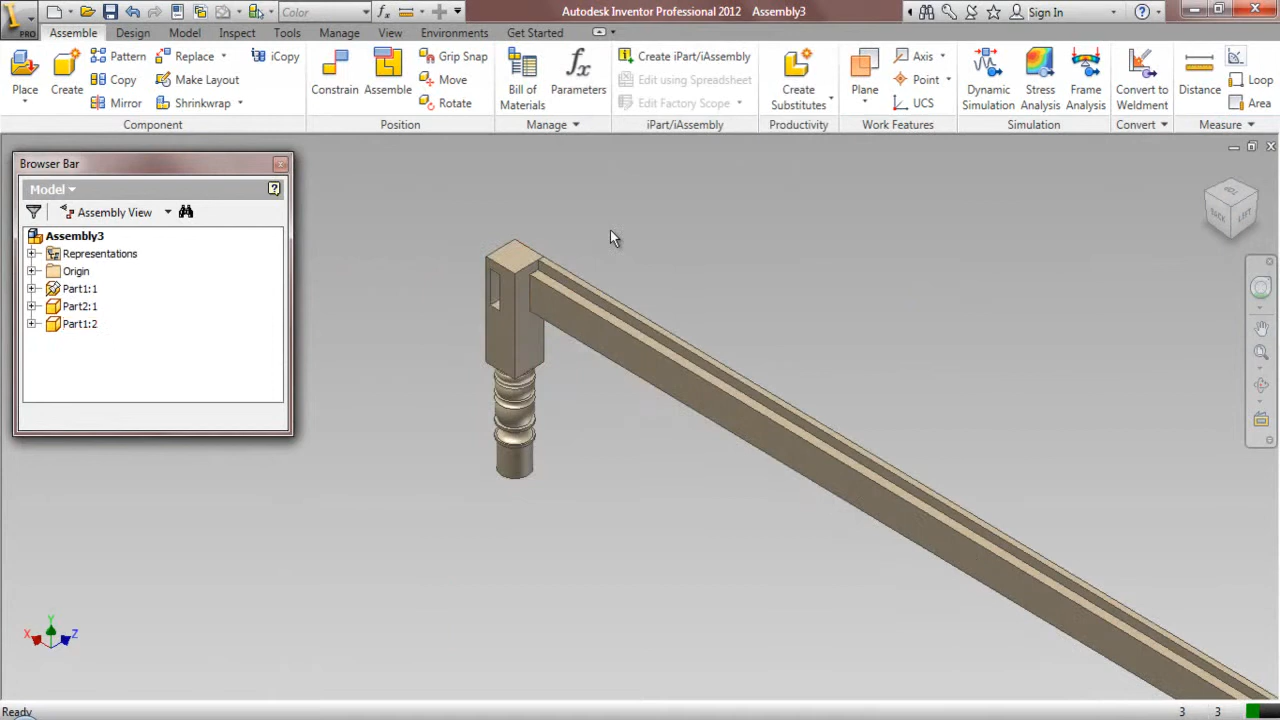 Color
Autodesk Inventor Professional 2012 Assembly3
Sign In
PRO
Assemble Design Model Inspect Tools Manage View Environments Get Started
Place
Create
Pattern
Copy
Mirror
Replace
Make Layout
Shrinkwrap
iCopy
Component
Constrain
Assemble
Grip Snap
Move
Rotate
Position
Bill of
Materials
fx
Parameters
Manage
Create iPart/iAssembly
Edit using Spreadsheet
Edit Factory Scope
iPart/iAssembly
Create
Substitutes
Productivity
Plane
Axis
Point
UCS
Work Features
Dynamic
Simulation
Stress
Analysis
Frame
Analysis
Simulation
Convert to
Weldment
Convert
Distance
Loop
Area
Measure
Browser Bar
Model
Assembly View
Assembly3
Representations
Origin
Part1:1
Part2:1
Part1:2
BACK
LEFT
X
Y
Z
Ready
3 3